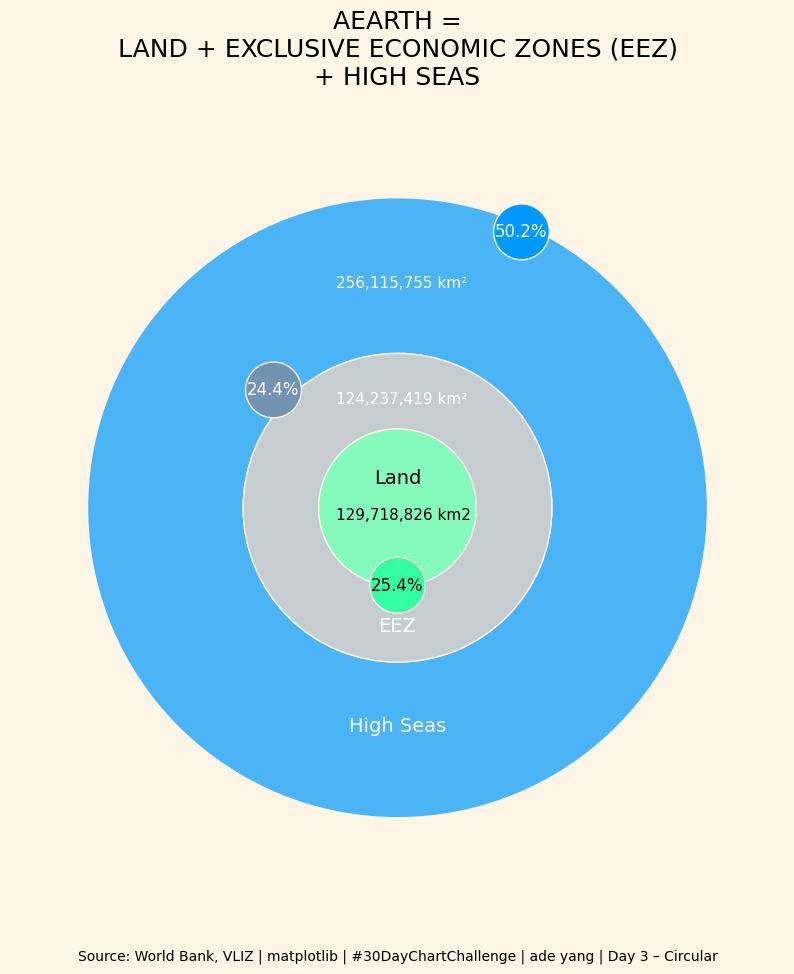 AEARTH =
LAND + EXCLUSIVE ECONOMIC ZONES (EEZ)
+ HIGH SEAS
50.2%
256,115,755 km²
24.4%
124,237,419 km²
Land
129,718,826 km2
25.4%
EEZ
High Seas
Source: World Bank, VLIZ | matplotlib | #30DayChartChallenge | ade yang | Day 3 – Circular